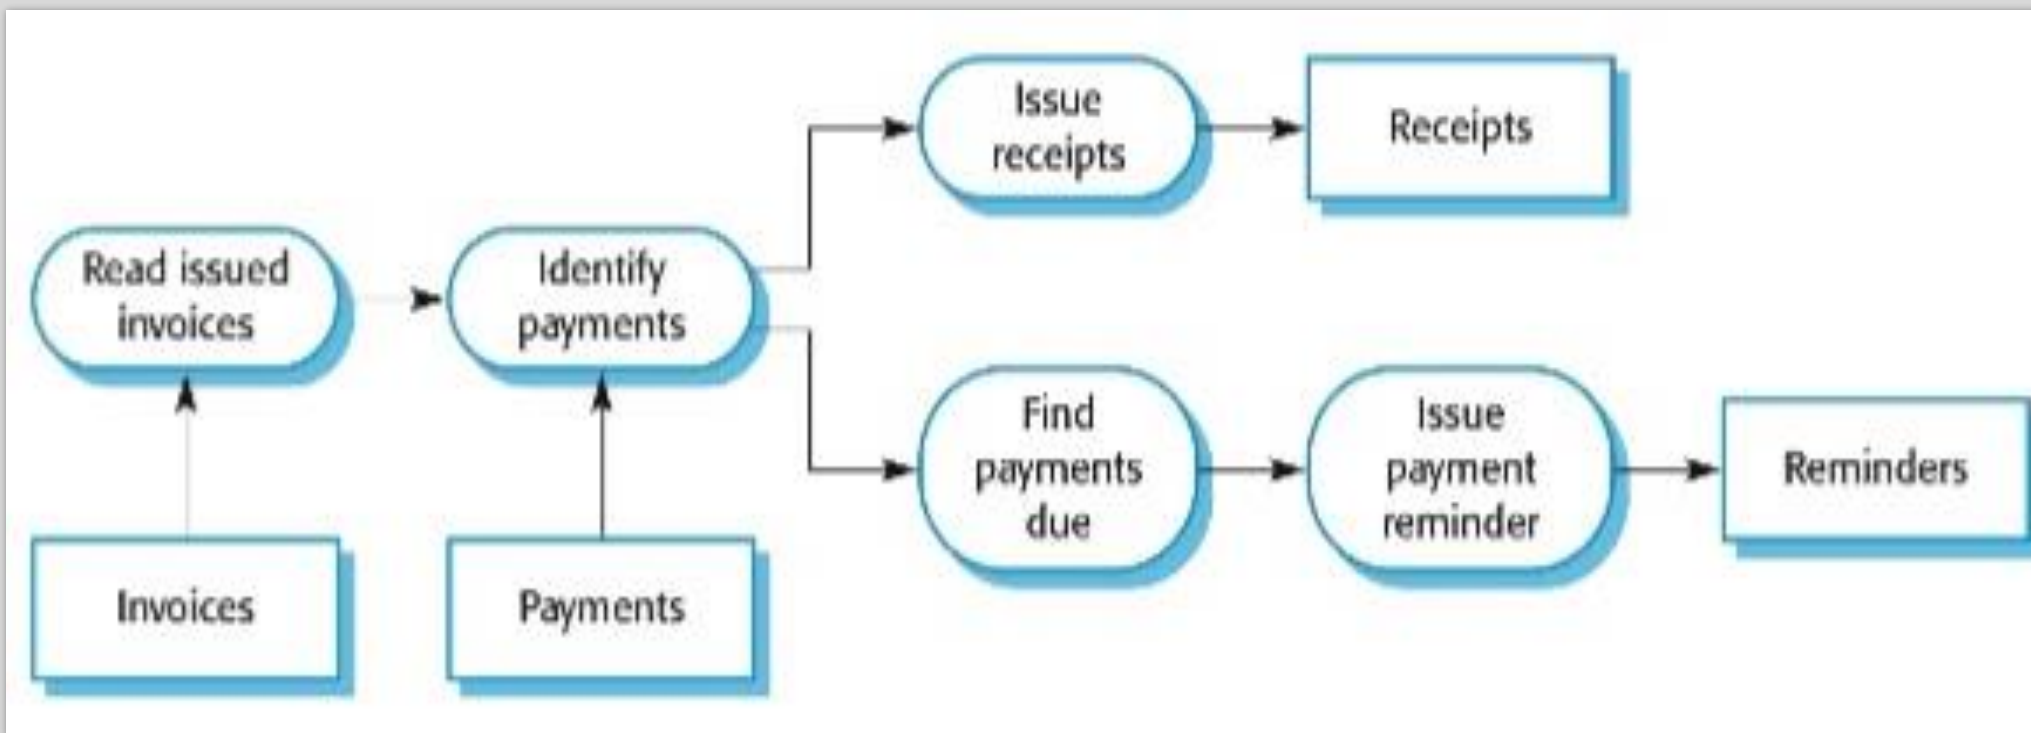 Issue
receipts
Receipts
Read issued
invoices
Identify
payments
Find
payments
due
Issue
payment
reminder
Reminders
Invoices
Payments